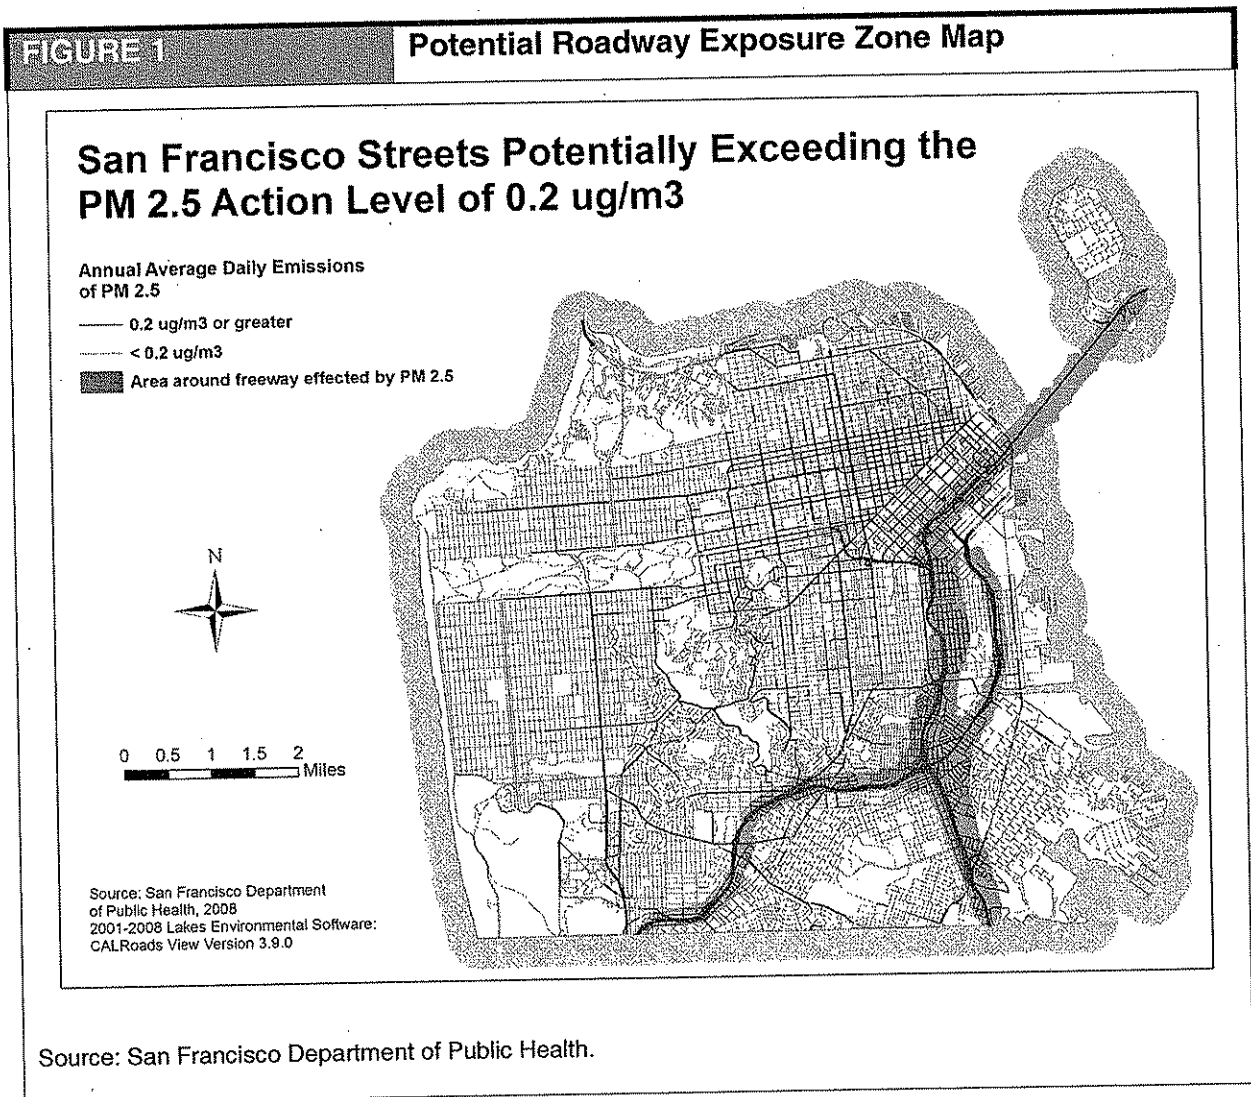 FIGURE 1
Potential Roadway Exposure Zone Map
San Francisco Streets Potentially Exceeding the
PM 2.5 Action Level of 0.2 ug/m3
Annual Average Daily Emissions
of PM 2.5
0.2 ug/m3 or greater
< 0.2 ug/m3
Area around freeway effected by PM 2.5
N
0 0.5 1 1.5 2
Miles
Source: San Francisco Department
of Public Health, 2008
2001-2008 Lakes Environmental Software:
CALRoads View Version 3.9.0
Source: San Francisco Department of Public Health.